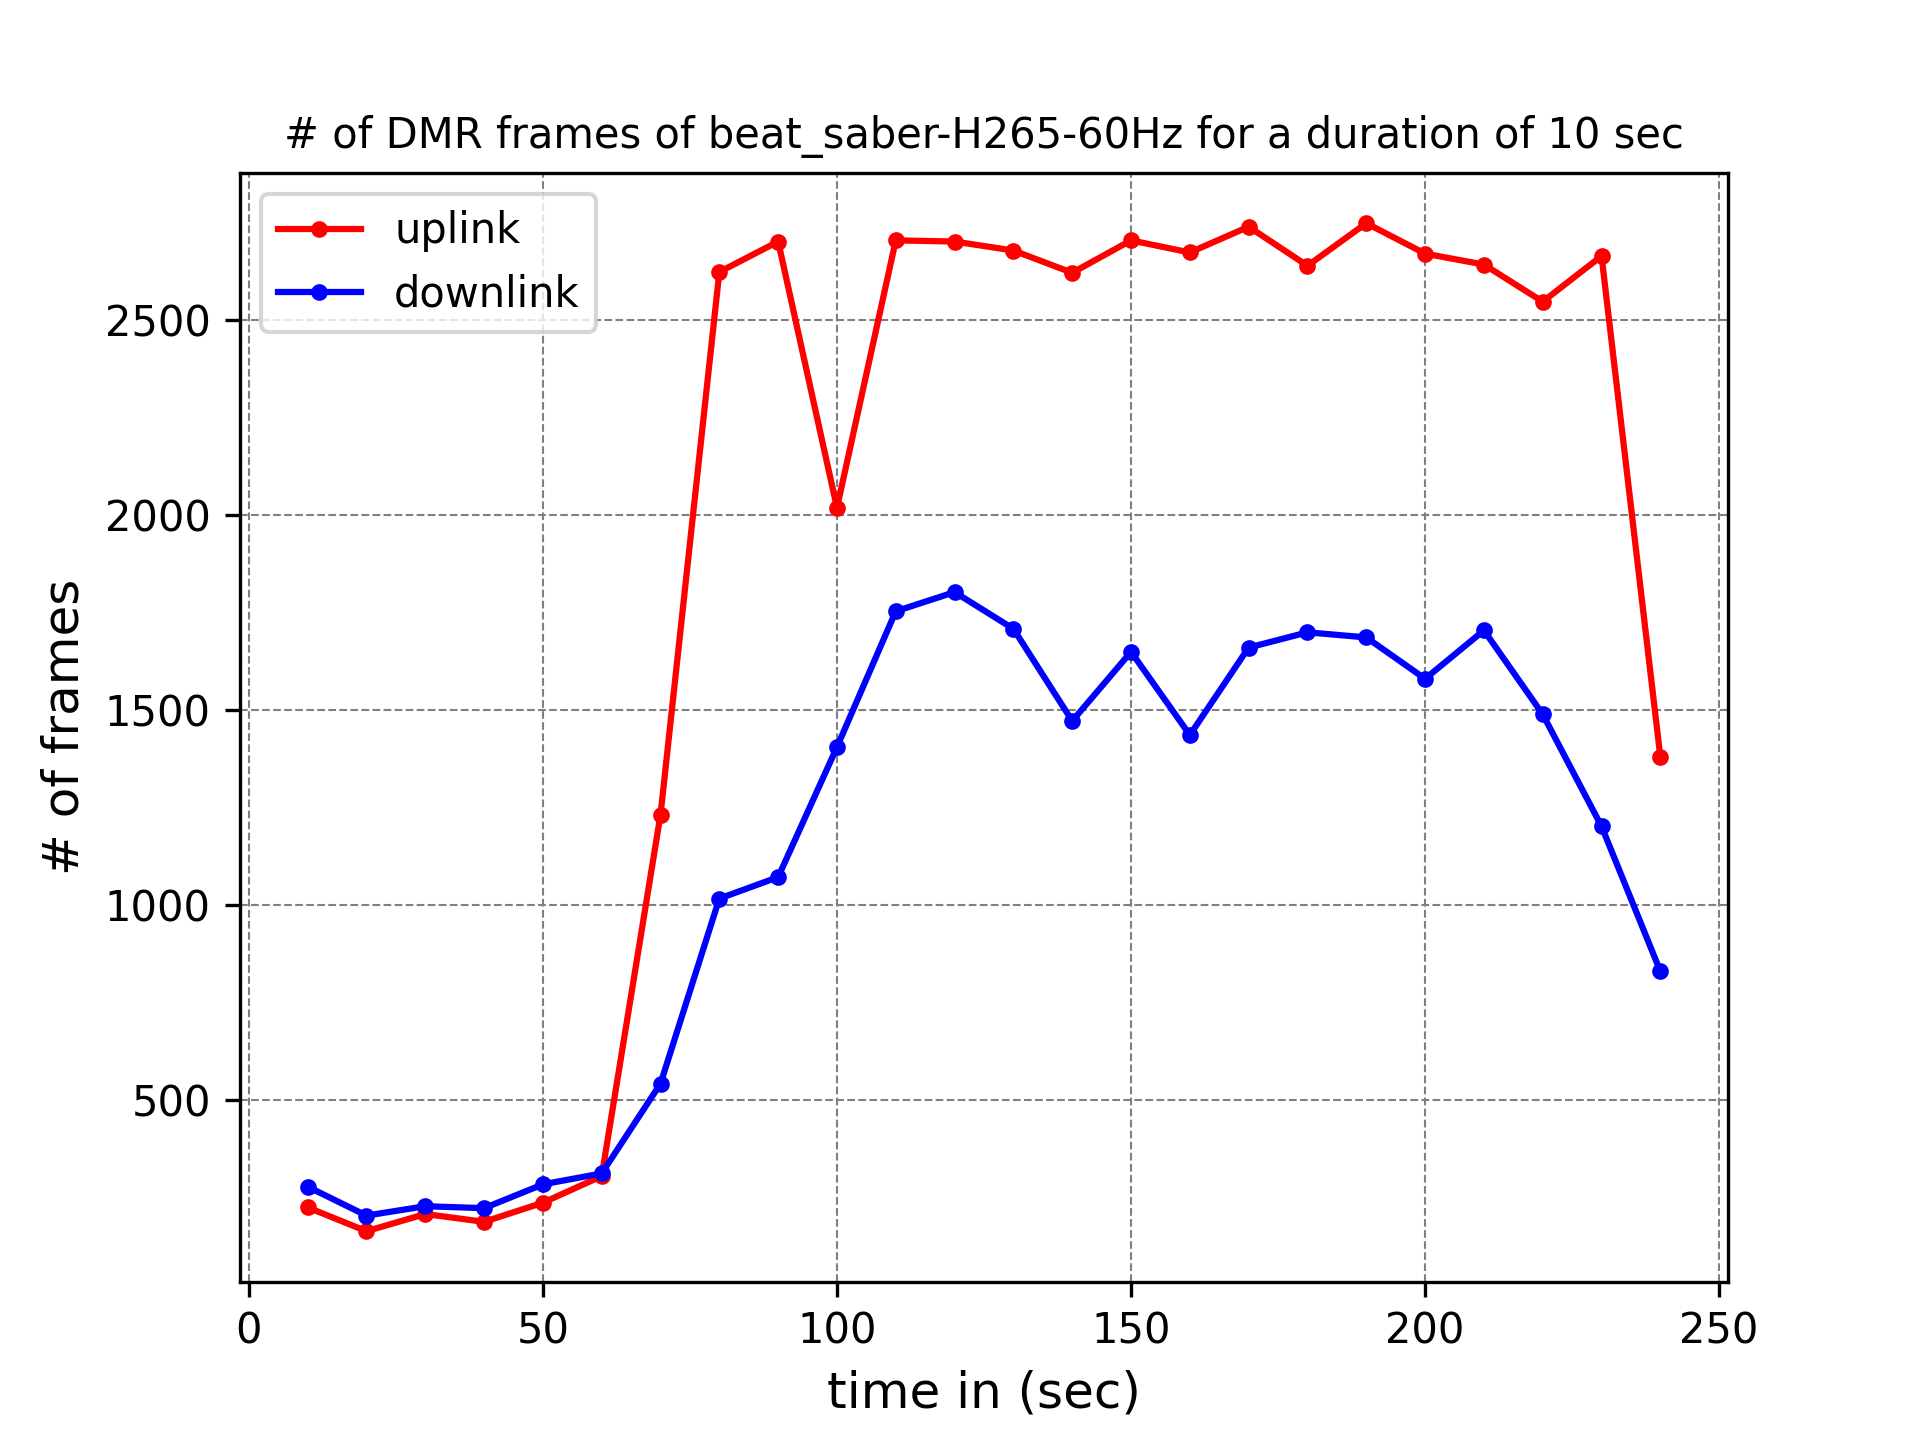 # of DMR frames of beat_saber-H265-60Hz for a duration of 10 sec
uplink
downlink
# of frames
2500
2000
1500
1000
500
0 50 100 150 200 250
time in (sec)